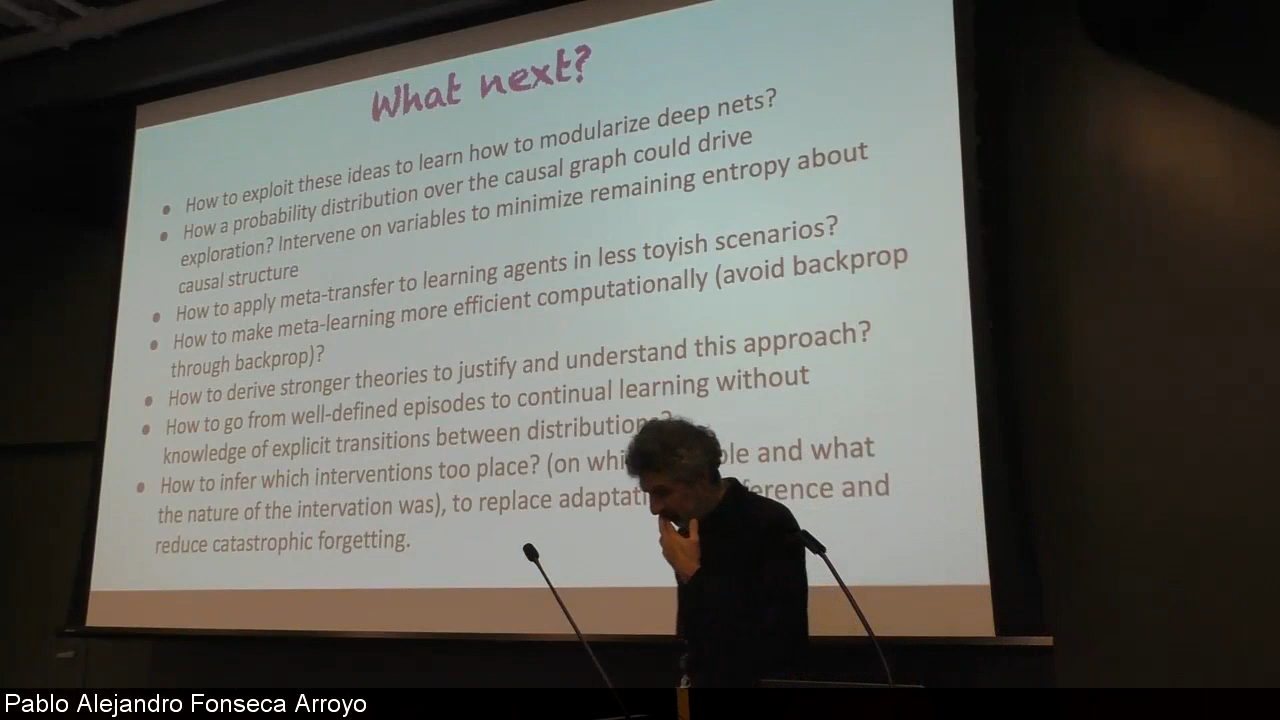 What next?
• How to exploit these ideas to learn how to modularize deep nets?
• How a probability distribution over the causal graph could drive
exploration? Intervene on variables to minimize remaining entropy about
causal structure
• How to apply meta-transfer to learning agents in less toyish scenarios?
• How to make meta-learning more efficient computationally (avoid backprop
through backprop)?
• How to derive stronger theories to justify and understand this approach?
• How to go from well-defined episodes to continual learning without
knowledge of explicit transitions between distributions?
• How to infer which interventions too place? (on and what
the nature of the intervation was), to replace and
reduce catastrophic forgetting.
Pablo Alejandro Fonseca Arroyo